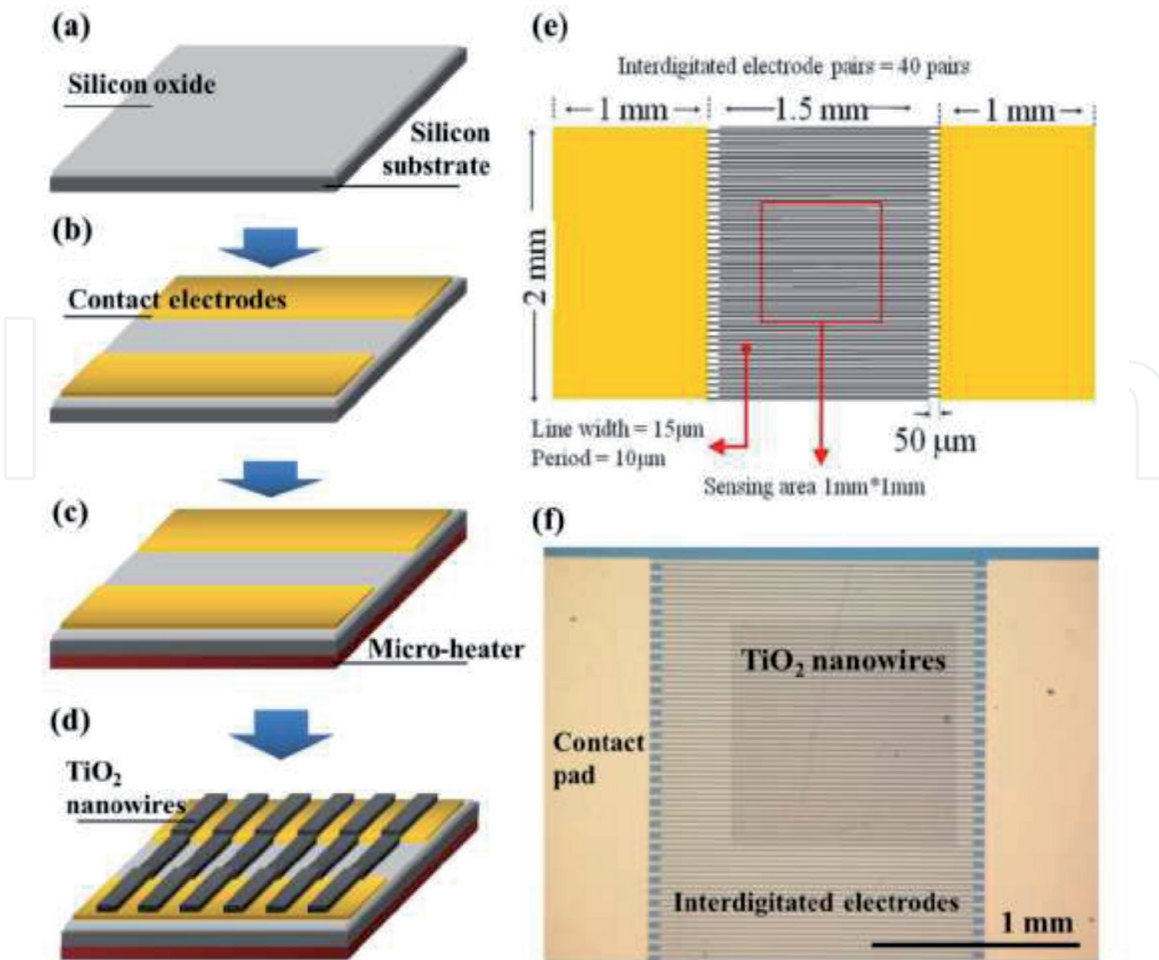 (a)
Silicon oxide
Silicon
substrate
(b)
Contact electrodes
(c)
Micro-heater
(d)
TiO₂
nanowires
(e)
Interdigitated electrode pairs = 40 pairs
1 mm
1.5 mm
1 mm
2 mm
Line width = 15μm
Period = 10μm
50 μm
Sensing area 1mm*1mm
(f)
TiO₂ nanowires
Contact
pad
Interdigitated electrodes
1 mm